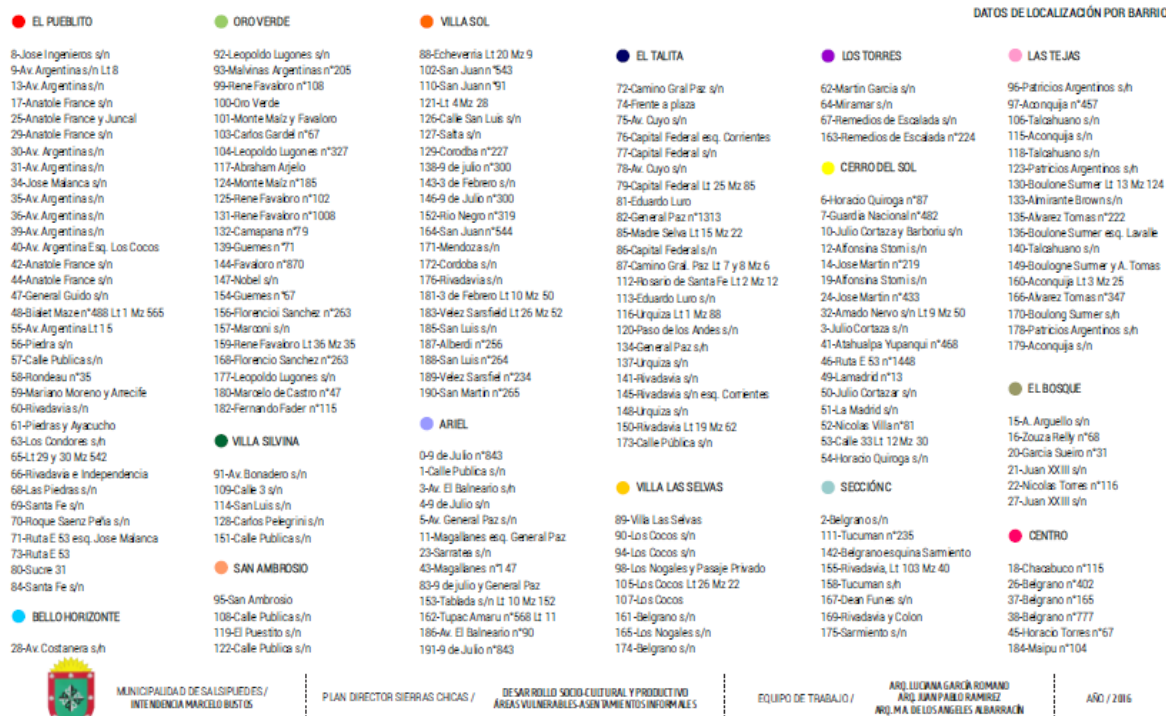 DATOS DE LOCALIZACIÓN POR BARRIO
EL PUEBLITO
8-Jose Ingenieros s/n
9-Av. Argentina s/n Lt 8
13-Av. Argentina s/n
17-Anatole France s/n
25-Anatole France y Juncal
29-Anatole France s/n
30-Av. Argentina s/n
31-Av. Argentina s/n
34-Jose Malanca s/n
35-Av. Argentina s/n
36-Av. Argentina s/n
39-Av. Argentina s/n
40-Av. Argentina Esq. Los Cocos
42-Anatole France s/n
44-Anatole France s/n
47-General Guido s/n
48-Bialet Maze n°488 Lt 1 Mz 565
55-Av. Argentina Lt 15
56-Piedra s/n
57-Calle Publica s/n
58-Rondeau n°35
59-Mariano Moreno y Arrecife
60-Rivadavia s/n
61-Piedras y Ayacucho
63-Los Condores s/n
65-Lt 29 y 30 Mz 542
66-Rivadavia e Independencia
68-Las Piedras s/n
69-Santa Fe s/n
70-Roque Saenz Peña s/n
71-Ruta E 53 esq. Jose Malanca
73-Ruta E 53
80-Sucre 31
84-Santa Fe s/n
BELLO HORIZONTE
28-Av. Costanera s/n
ORO VERDE
92-Leopoldo Lugones s/n
93-Malvinas Argentinas n°205
99-Rene Favaloro n°108
100-Oro Verde
101-Monte Maíz y Favaloro
103-Carlos Gardel n°67
104-Leopoldo Lugones n°327
117-Abraham Arjelo
124-Monte Maíz n°185
125-Rene Favaloro n°102
131-Rene Favaloro n°1008
132-Camapana n°79
139-Guemes n°71
144-Favaloro n°870
147-Nobel s/n
154-Guemes n°67
156-Florencioi Sanchez n°263
157-Marconi s/n
159-Rene Favaloro Lt 36 Mz 35
168-Florencio Sanchez n°263
177-Leopoldo Lugones s/n
180-Marcelo de Castro n°47
182-Fernando Fader n°115
VILLA SILVINA
91-Av. Bonadero s/n
109-Calle 3 s/n
114-San Luis s/n
128-Carlos Pelegrini s/n
151-Calle Publica s/n
SAN AMBROSIO
95-San Ambrosio
108-Calle Publica s/n
119-El Puestito s/n
122-Calle Publica s/n
VILLA SOL
88-Echeverria Lt 20 Mz 9
102-San Juan n°543
110-San Juan n°91
121-Lt 4 Mz 28
126-Calle San Luis s/n
127-Salta s/n
129-Corodba n°227
138-9 de julio n°300
143-3 de Febrero s/n
146-9 de Julio n°300
152-Rio Negro n°319
164-San Juan n°544
171-Mendoza s/n
172-Cordoba s/n
176-Rivadavia s/n
181-3 de Febrero Lt 10 Mz 50
183-Velez Sarsfield Lt 26 Mz 52
185-San Luis s/n
187-Alberdi n°256
188-San Luis n°264
189-Velez Sarsfiel n°234
190-San Martin n°265
ARIEL
0-9 de Julio n°843
1-Calle Publica s/n
3-Av. El Balneario s/n
4-9 de Julio s/n
5-Av. General Paz s/n
11-Magallanes esq. General Paz
23-Sarratea s/n
43-Magallanes n°147
83-9 de julio y General Paz
153-Tablada s/n Lt 10 Mz 152
162-Tupac Amaru n°568 Lt 11
186-Av. El Balneario n°90
191-9 de Julio n°843
EL TALITA
72-Camino Gral Paz s/n
74-Frente a plaza
75-Av. Cuyo s/n
76-Capital Federal esq. Corrientes
77-Capital Federal s/n
78-Av. Cuyo s/n
79-Capital Federal Lt 25 Mz 85
81-Eduardo Luro
82-General Paz n°1313
85-Madre Selva Lt 15 Mz 22
86-Capital Federal s/n
87-Camino Gral. Paz Lt 7 y 8 Mz 6
112-Rosario de Santa Fe Lt 2 Mz 12
113-Eduardo Luro s/n
116-Urquiza Lt 1 Mz 88
120-Paso de los Andes s/n
134-General Paz s/n
137-Urquiza s/n
141-Rivadavia s/n
145-Rivadavia s/n esq. Corrientes
148-Urquiza s/n
150-Rivadavia Lt 19 Mz 62
173-Calle Pública s/n
VILLA LAS SELVAS
89-Villa Las Selvas
90-Los Cocos s/n
94-Los Cocos s/n
98-Los Nogales y Pasaje Privado
105-Los Cocos Lt 26 Mz 22
107-Los Cocos
161-Belgrano s/n
165-Los Nogales s/n
174-Belgrano s/n
LOS TORRES
62-Martin Garcia s/n
64-Miramar s/n
67-Remedios de Escalada s/n
163-Remedios de Escalada n°224
CERRO DEL SOL
6-Horacio Quiroga n°87
7-Guardia Nacional n°482
10-Julio Cortaza y Barboriu s/n
12-Alfonsina Storni s/n
14-Jose Martin n°219
19-Alfonsina Storni s/n
24-Jose Martin n°433
32-Amado Nervo s/n Lt 9 Mz 50
3-Julio Cortaza s/n
41-Atahualpa Yupanqui n°468
46-Ruta E 53 n°1448
49-Lamadrid n°13
50-Julio Cortazar s/n
51-La Madrid s/n
52-Nicolas Villa n°81
53-Calle 33 Lt 12 Mz 30
54-Horacio Quiroga s/n
SECCIÓN C
2-Belgrano s/n
111-Tucuman n°235
142-Belgrano esquina Sarmiento
155-Rivadavia, Lt 103 Mz 40
158-Tucuman s/n
167-Dean Funes s/n
169-Rivadavia y Colon
175-Sarmiento s/n
LAS TEJAS
96-Patricios Argentinos s/n
97-Aconquija n°457
106-Talcahuano s/n
115-Aconquija s/n
118-Talcahuano s/n
123-Patricios Argentinos s/n
130-Boulone Surmer Lt 13 Mz 124
133-Almirante Brown s/n
135-Alvarez Tomas n°222
136-Boulone Surmer esq. Lavalle
140-Talcahuano s/n
149-Boulogne Surmer y A. Tomas
160-Aconquija Lt 3 Mz 25
166-Alvarez Tomas n°347
170-Boulong Surmer s/n
178-Patricios Argentinos s/n
179-Aconquija s/n
EL BOSQUE
15-A. Arguello s/n
16-Zouza Relly n°68
20-Garcia Sueiro n°31
21-Juan XXIII s/n
22-Nicolas Torres n°116
27-Juan XXIII s/n
CENTRO
18-Chacabuco n°115
26-Belgrano n°402
37-Belgrano n°165
38-Belgrano n°777
45-Horacio Torres n°67
184-Maipu n°104
MUNICIPALIDAD DE SALSIPUEDES /
INTENDENCIA MARCELO BUSTOS
PLAN DIRECTOR SIERRAS CHICAS /
DESARROLLO SOCIO-CULTURAL Y PRODUCTIVO
ÁREAS VULNERABLES-ASENTAMIENTOS INFORMALES
EQUIPO DE TRABAJO /
ARQ. LUCIANA GARCÍA ROMANO
ARQ. JUAN PABLO RAMIREZ
ARQ. M.A. DE LOS ANGELES ALBARRACÍN
AÑO / 2016